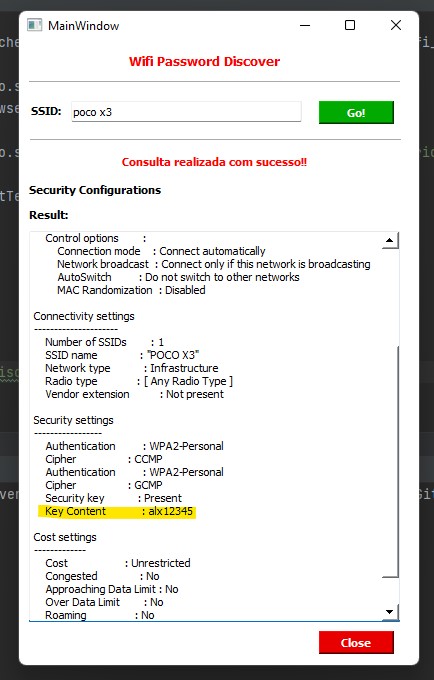 MainWindow
Wifi Password Discover
SSID: poco x3 Go!
Consulta realizada com sucesso!!
Security Configurations
Result:
Control options :
Connection mode : Connect automatically
Network broadcast : Connect only if this network is broadcasting
AutoSwitch : Do not switch to other networks
MAC Randomization : Disabled
Connectivity settings
---------------------
Number of SSIDs : 1
SSID name : "POCO X3"
Network type : Infrastructure
Radio type : [ Any Radio Type ]
Vendor extension : Not present
Security settings
-----------------
Authentication : WPA2-Personal
Cipher : CCMP
Authentication : WPA2-Personal
Cipher : GCMP
Security key : Present
Key Content : alx12345
Cost settings
-------------
Cost : Unrestricted
Congested : No
Approaching Data Limit : No
Over Data Limit : No
Roaming : No
Close